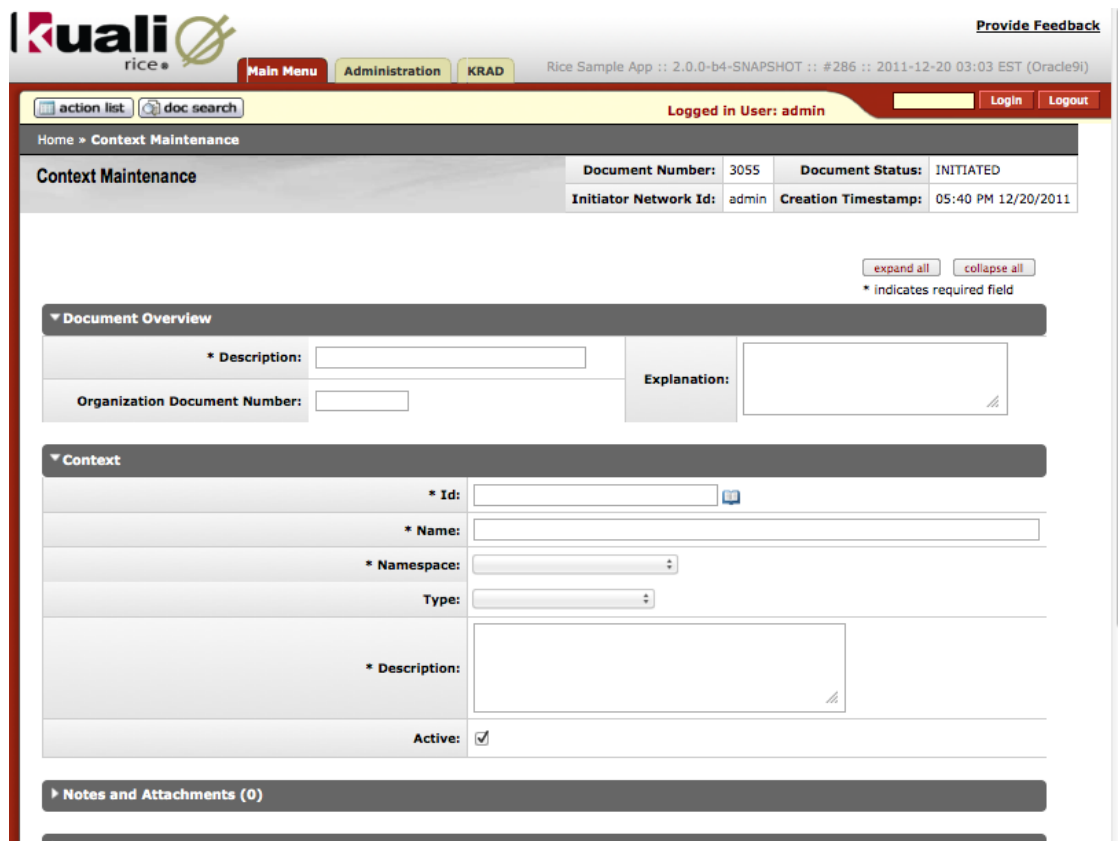 Provide Feedback
kuali
rice
Main Menu Administration KRAD Rice Sample App :: 2.0.0-b4-SNAPSHOT :: #286 :: 2011-12-20 03:03 EST (Oracle9i)
action list doc search Logged in User: admin Login Logout
Home » Context Maintenance
Context Maintenance Document Number: 3055 Document Status: INITIATED
Initiator Network Id: admin Creation Timestamp: 05:40 PM 12/20/2011
expand all collapse all
* indicates required field
Document Overview
* Description:
Explanation:
Organization Document Number:
Context
* Id:
* Name:
* Namespace:
Type:
* Description:
Active:
Notes and Attachments (0)